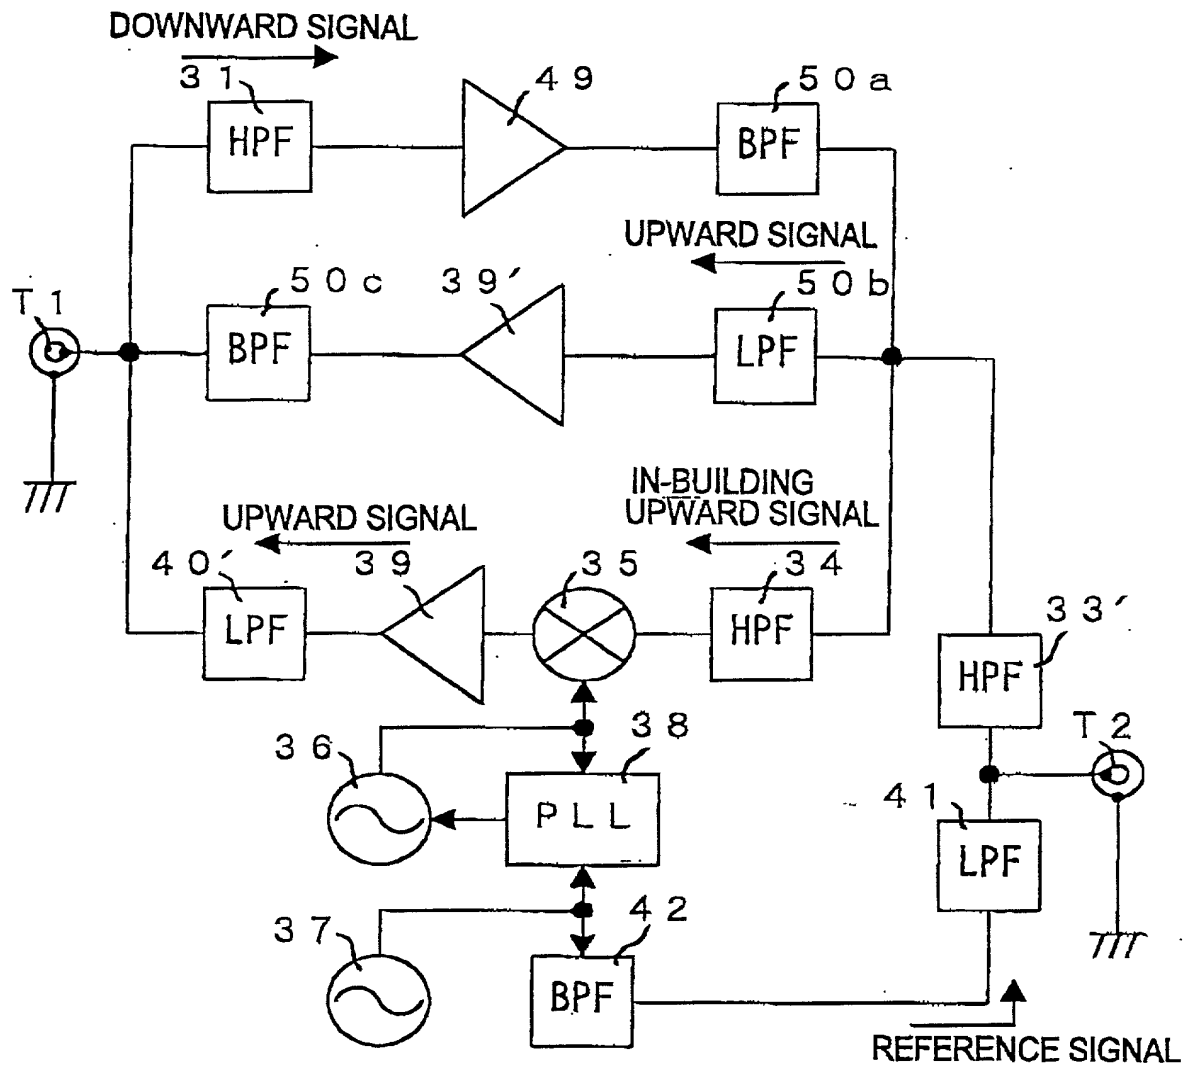 DOWNWARD SIGNAL
31
49
50a
HPF
BPF
UPWARD SIGNAL
T1
50c
39′
50b
BPF
LPF
IN-BUILDING
UPWARD SIGNAL
UPWARD SIGNAL
40′
39
35
34
LPF
HPF
33′
HPF
36
38
T2
PLL
41
LPF
37
42
BPF
REFERENCE SIGNAL